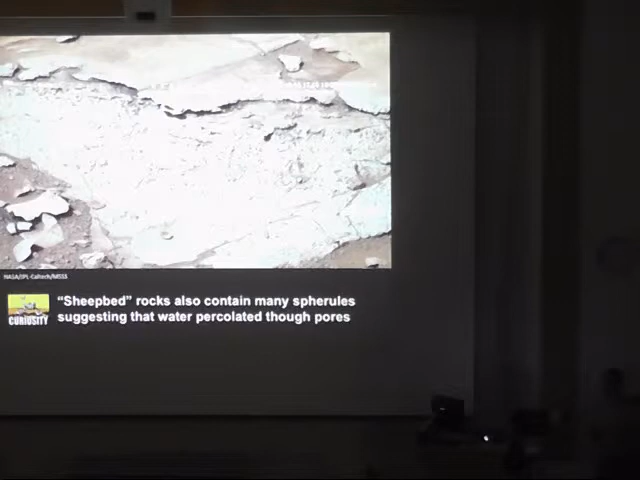 NASA/JPL-Caltech/MSSS
CURIOSITY
"Sheepbed" rocks also contain many spherules
suggesting that water percolated though pores